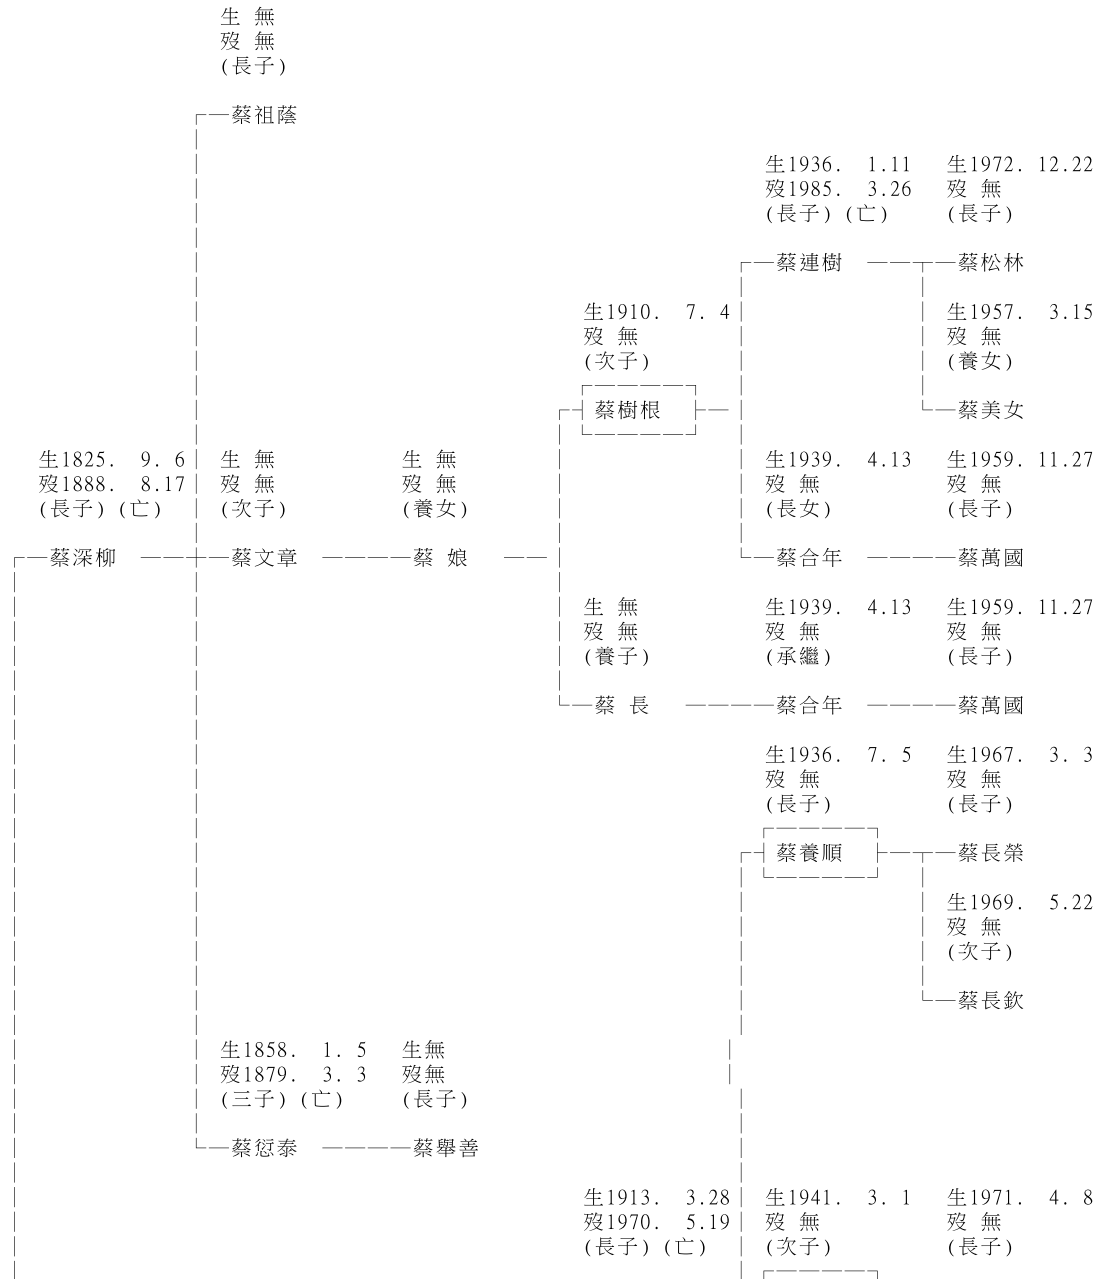 生 無
歿 無
(長子)
蔡祖蔭
生1936. 1.11 生1972. 12.22
歿1985. 3.26 歿 無
(長子)(亡) (長子)
蔡連樹 蔡松林
生1910. 7. 4 生1957. 3.15
歿 無 歿 無
(次子) (養女)
蔡樹根 蔡美女
生1825. 9. 6 生 無 生 無 生1939. 4.13 生1959. 11.27
歿1888. 8.17 歿 無 歿 無 歿 無 歿 無
(長子)(亡) (次子) (養女) (長女) (長子)
蔡深柳 蔡文章 蔡 娘 蔡合年 蔡萬國
生 無 生1939. 4.13 生1959. 11.27
歿 無 歿 無 歿 無
(養子) (承繼) (長子)
蔡 長 蔡合年 蔡萬國
生1936. 7. 5 生1967. 3. 3
歿 無 歿 無
(長子) (長子)
蔡養順 蔡長榮
生1969. 5.22
歿 無
(次子)
蔡長欽
生1858. 1. 5 生無
歿1879. 3. 3 歿無
(三子)(亡) (長子)
蔡愆泰 蔡舉善
生1913. 3.28 生1941. 3. 1 生1971. 4. 8
歿1970. 5.19 歿 無 歿 無
(長子)(亡) (次子) (長子)